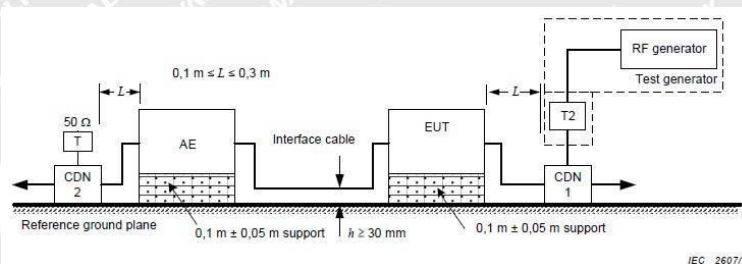 RF generator
Test generator
0,1 m ≤ L ≤ 0,3 m
L
L
T2
50 Ω
T
AE
Interface cable
EUT
CDN
2
CDN
1
Reference ground plane
0,1 m ± 0,05 m support
h ≥ 30 mm
0,1 m ± 0,05 m support
IEC 2607/